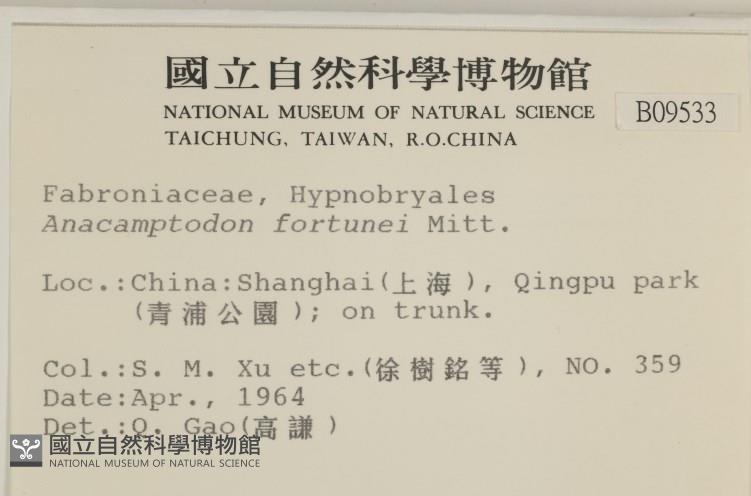 國立自然科學博物館
NATIONAL MUSEUM OF NATURAL SCIENCE
TAICHUNG, TAIWAN, R.O.CHINA
B09533
Fabroniaceae, Hypnobryales
Anacamptodon fortunei Mitt.
Loc.:China:Shanghai(上海), Qingpu park
(青浦公園); on trunk.
Col.:S. M. Xu etc.(徐樹銘等), NO. 359
Date:Apr., 1964
Det.:Q. Gao(高謙)
國立自然科學博物館
NATIONAL MUSEUM OF NATURAL SCIENCE